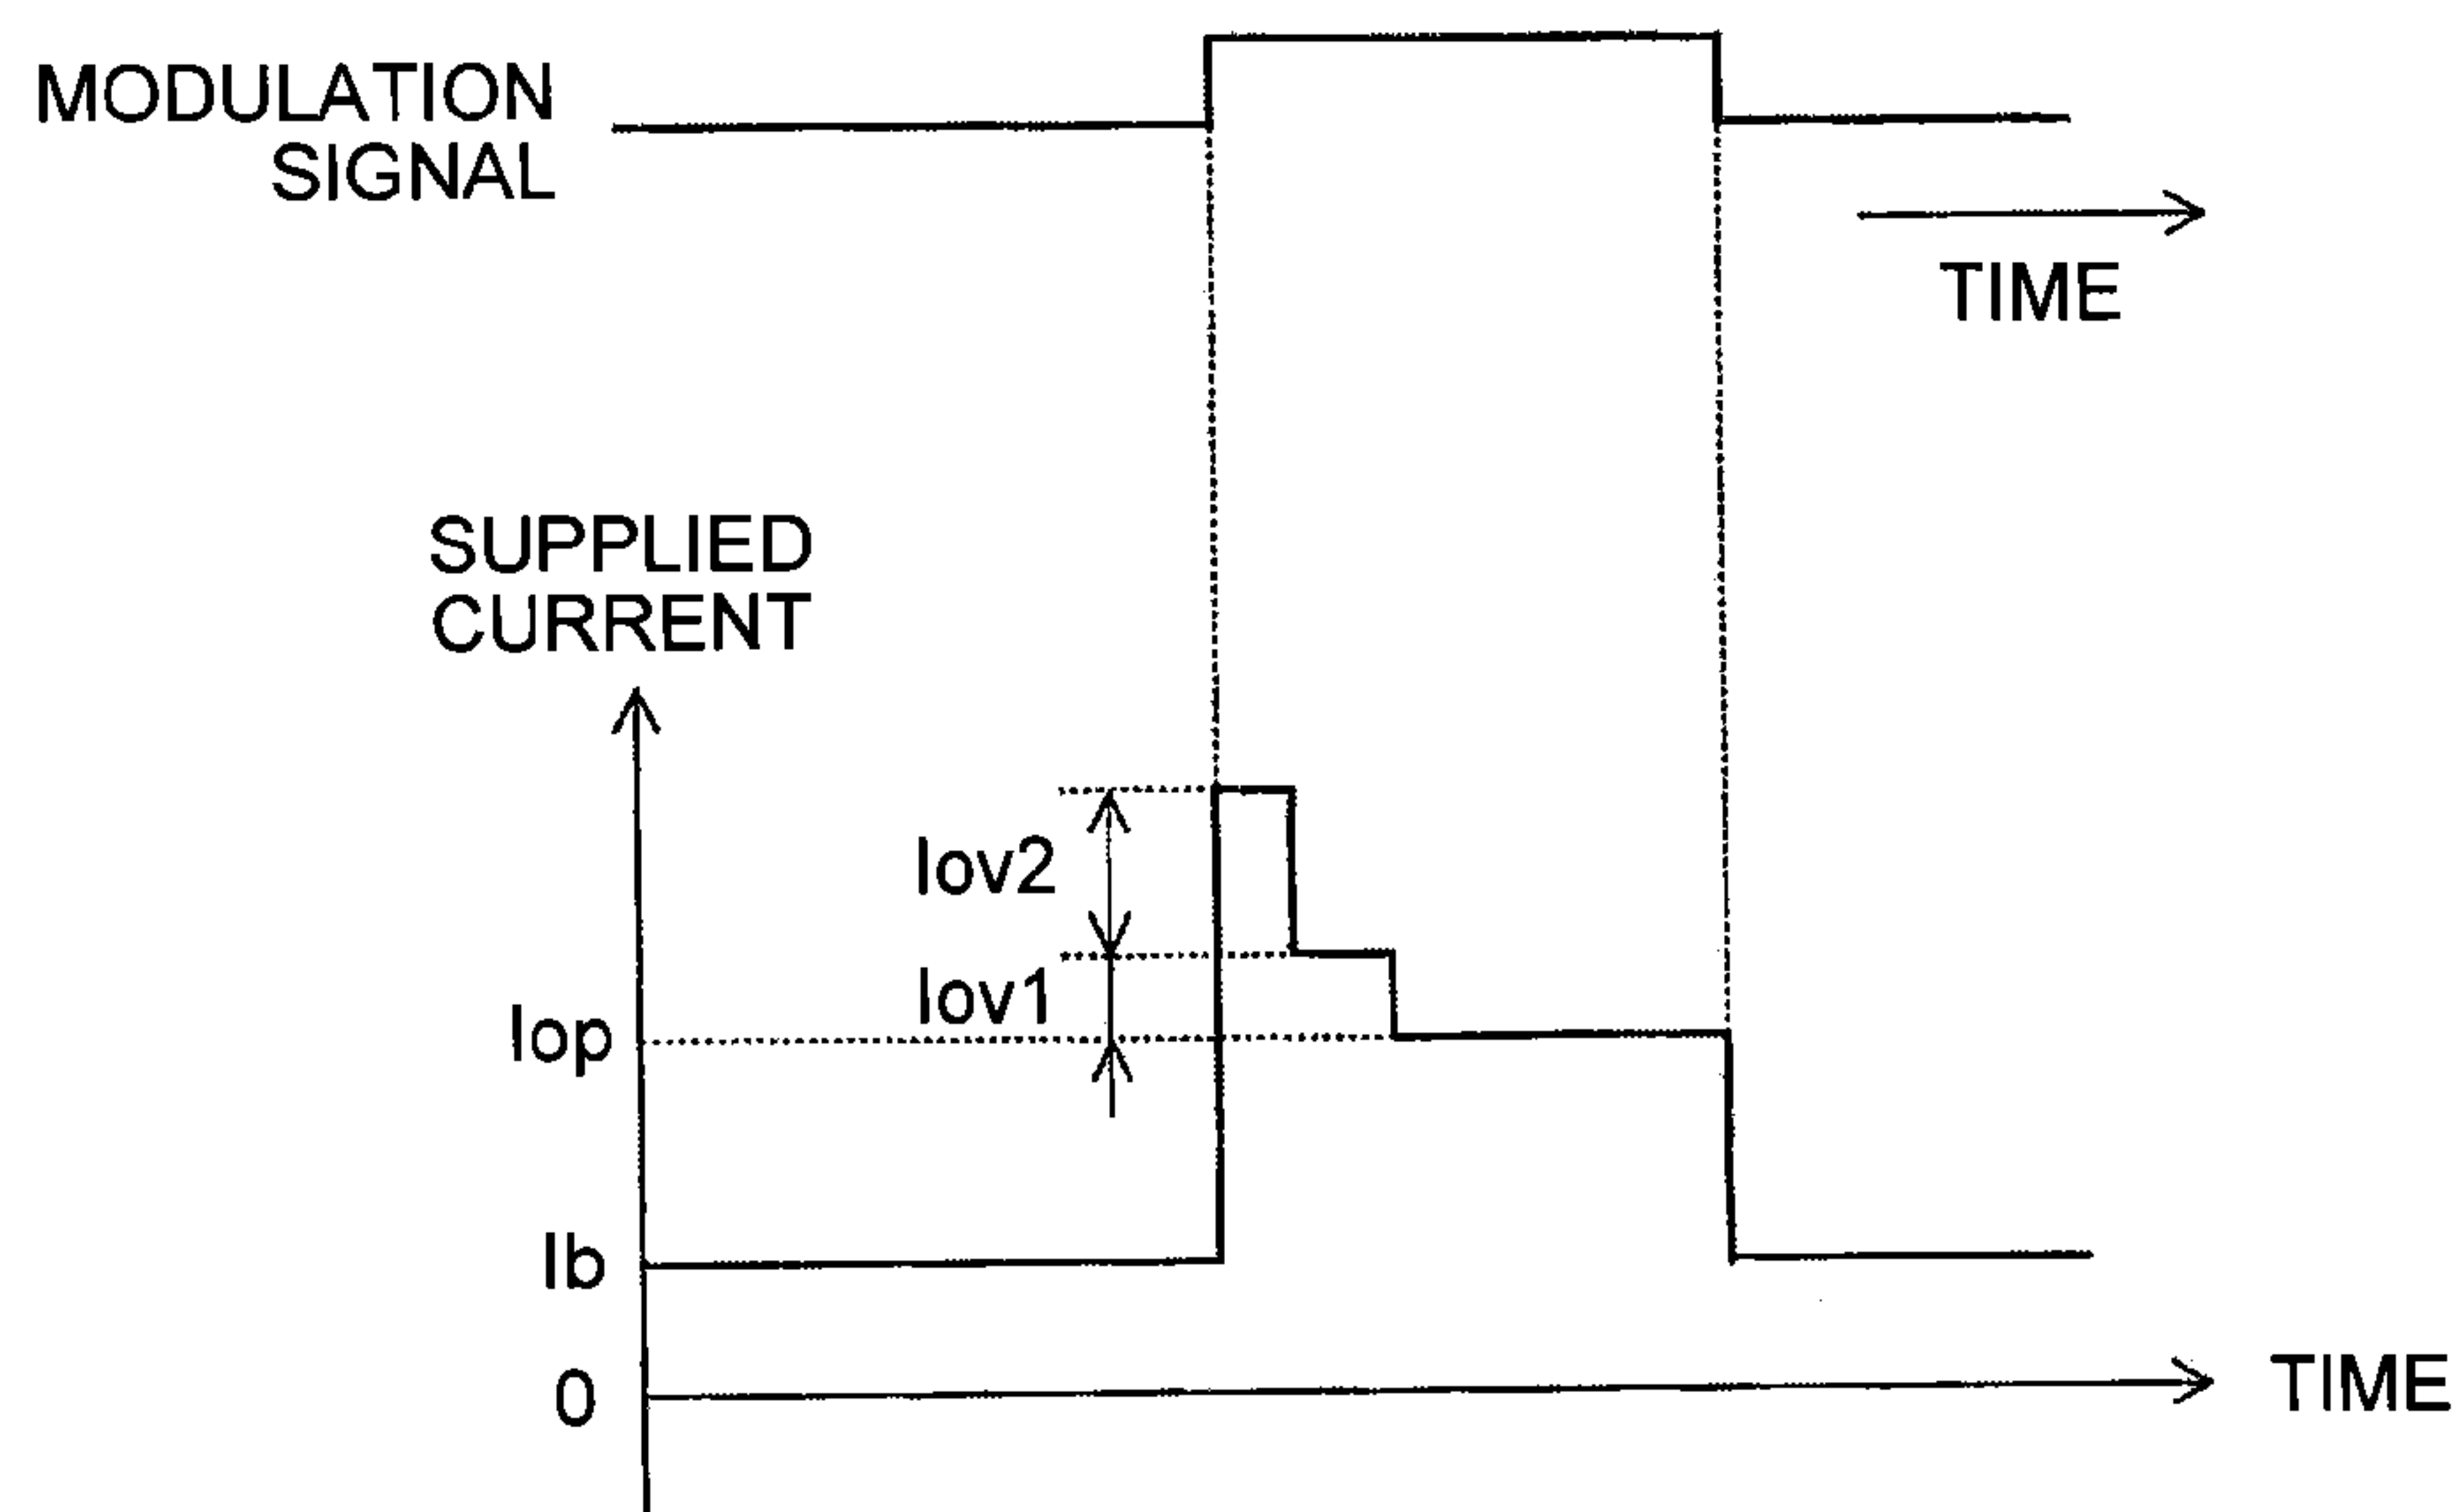 MODULATION
SIGNAL
TIME
SUPPLIED
CURRENT
Iov2
Iov1
Iop
Ib
0
TIME